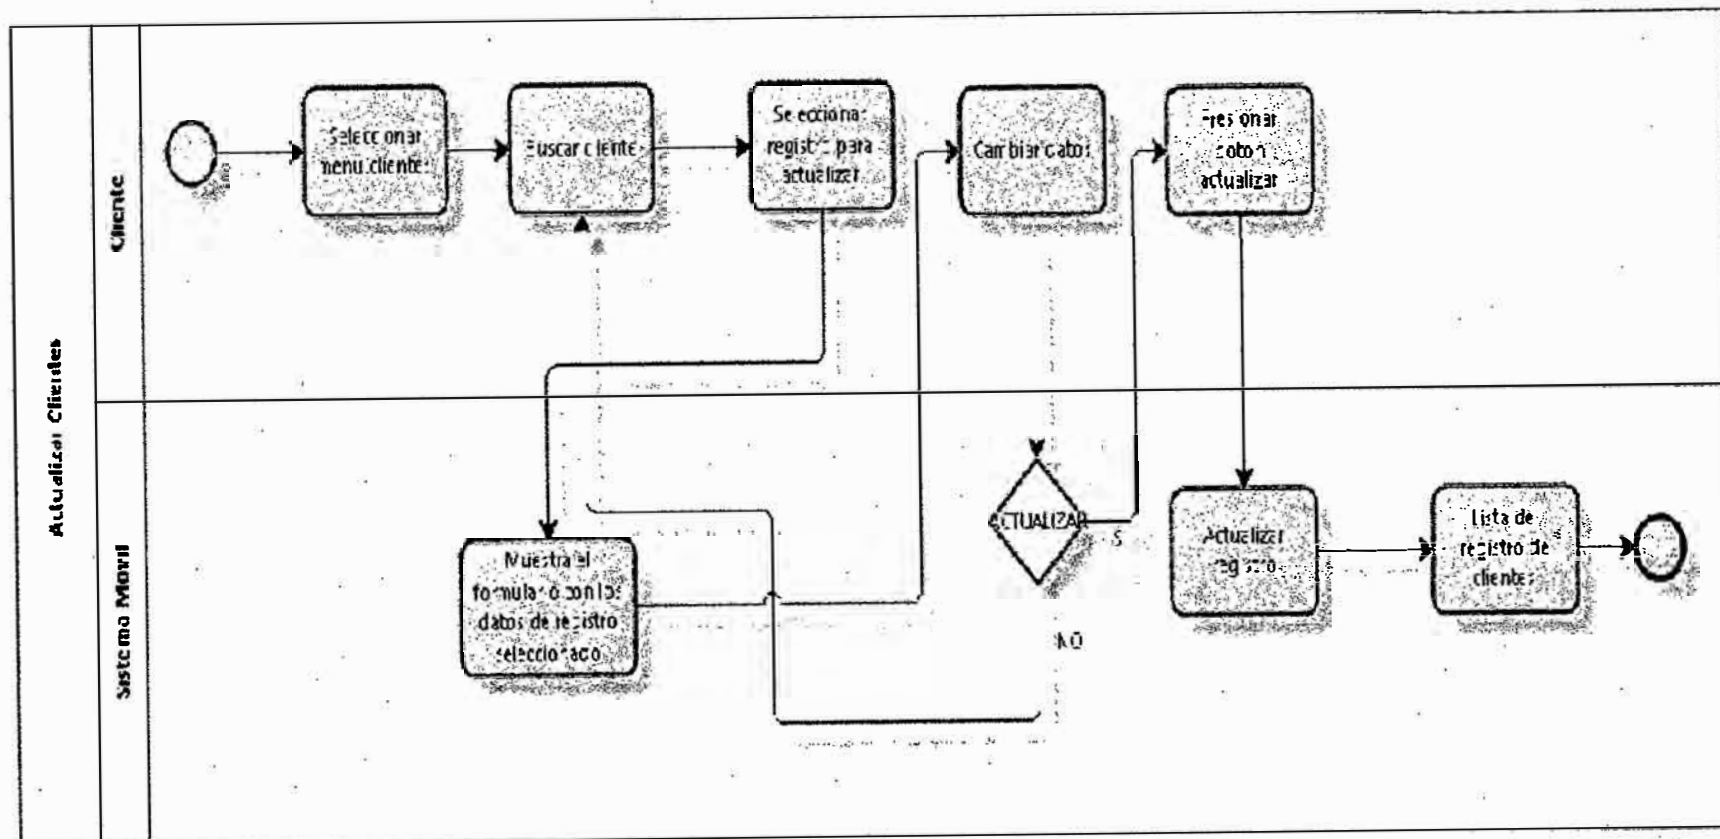 Actualizar Clientes
Cliente
Sistema Movil
Seleccionar
menu clientes
Buscar cliente
Seleccionar
registro para
actualizar
Cambiar datos
Presionar
boton
actualizar
Muestra el
formulario con los
datos de registro
seleccionado
ACTUALIZAR
S
NO
Actualizar
registro
Lista de
registro de
clientes